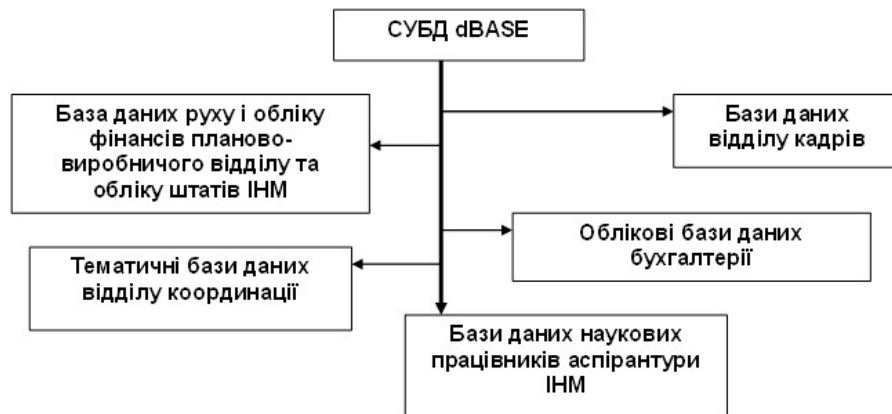 СУБД dBASE
База даних руху і обліку
фінансів планово-
виробничого відділу та
обліку штатів ІНМ
Бази даних
відділу кадрів
Облікові бази даних
бухгалтерії
Тематичні бази даних
відділу координації
Бази даних наукових
працівників аспірантури
ІНМ